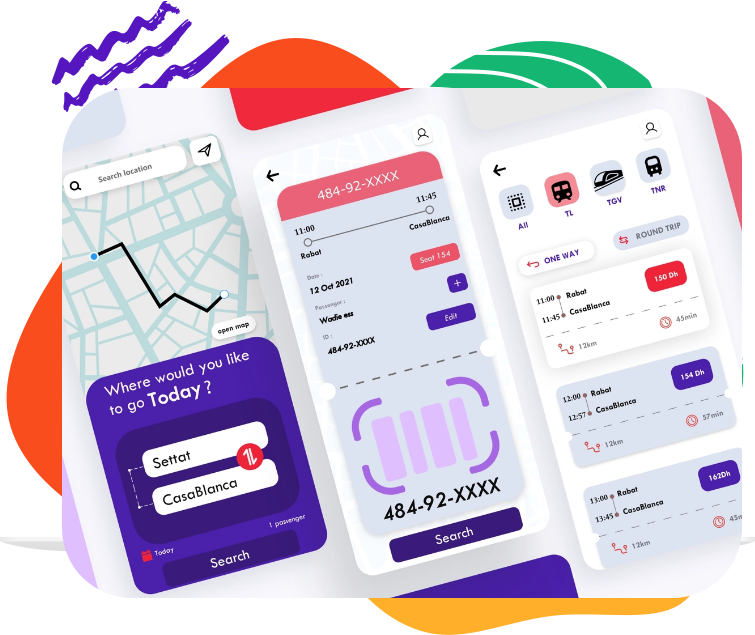 Search location
open map
Where would you like
to go Today ?
Settat
CasaBlanca
Today
1 passenger
Search
484-92-XXXX
11:00
11:45
Rabat
CasaBlanca
Date :
12 Oct 2021
Seat 154
Passenger :
Wadie ess
+
ID :
484-92-XXXX
Edit
484-92-XXXX
Search
All
TL
TGV
TNR
ONE WAY
ROUND TRIP
11:00 Rabat
150 Dh
11:45 CasaBlanca
12km
45min
12:00 Rabat
154 Dh
12:57 CasaBlanca
12km
57min
13:00 Rabat
162Dh
13:45 CasaBlanca
12km